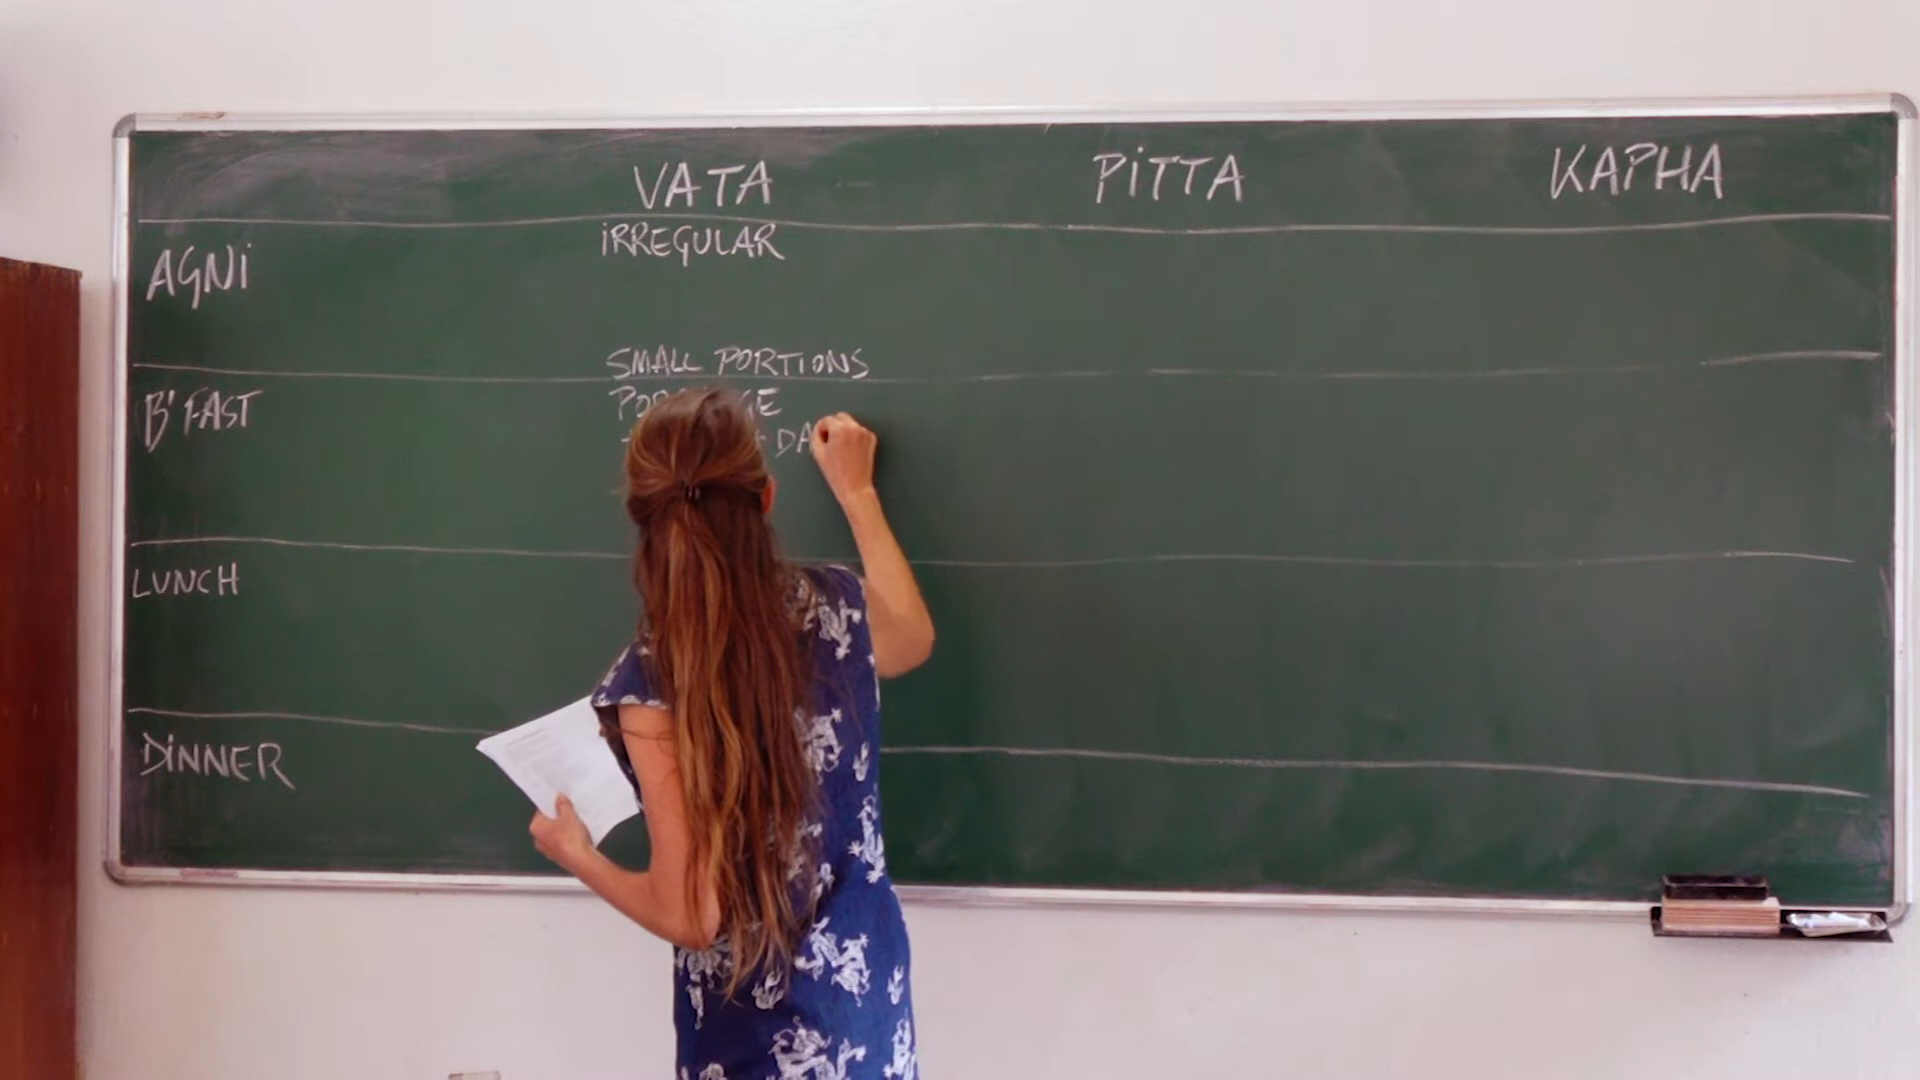 VATA PiTTA KAPHA
AGNi iRREGULAR
SMALL PORTIONS
B'FAST
LUNCH
DiNNER